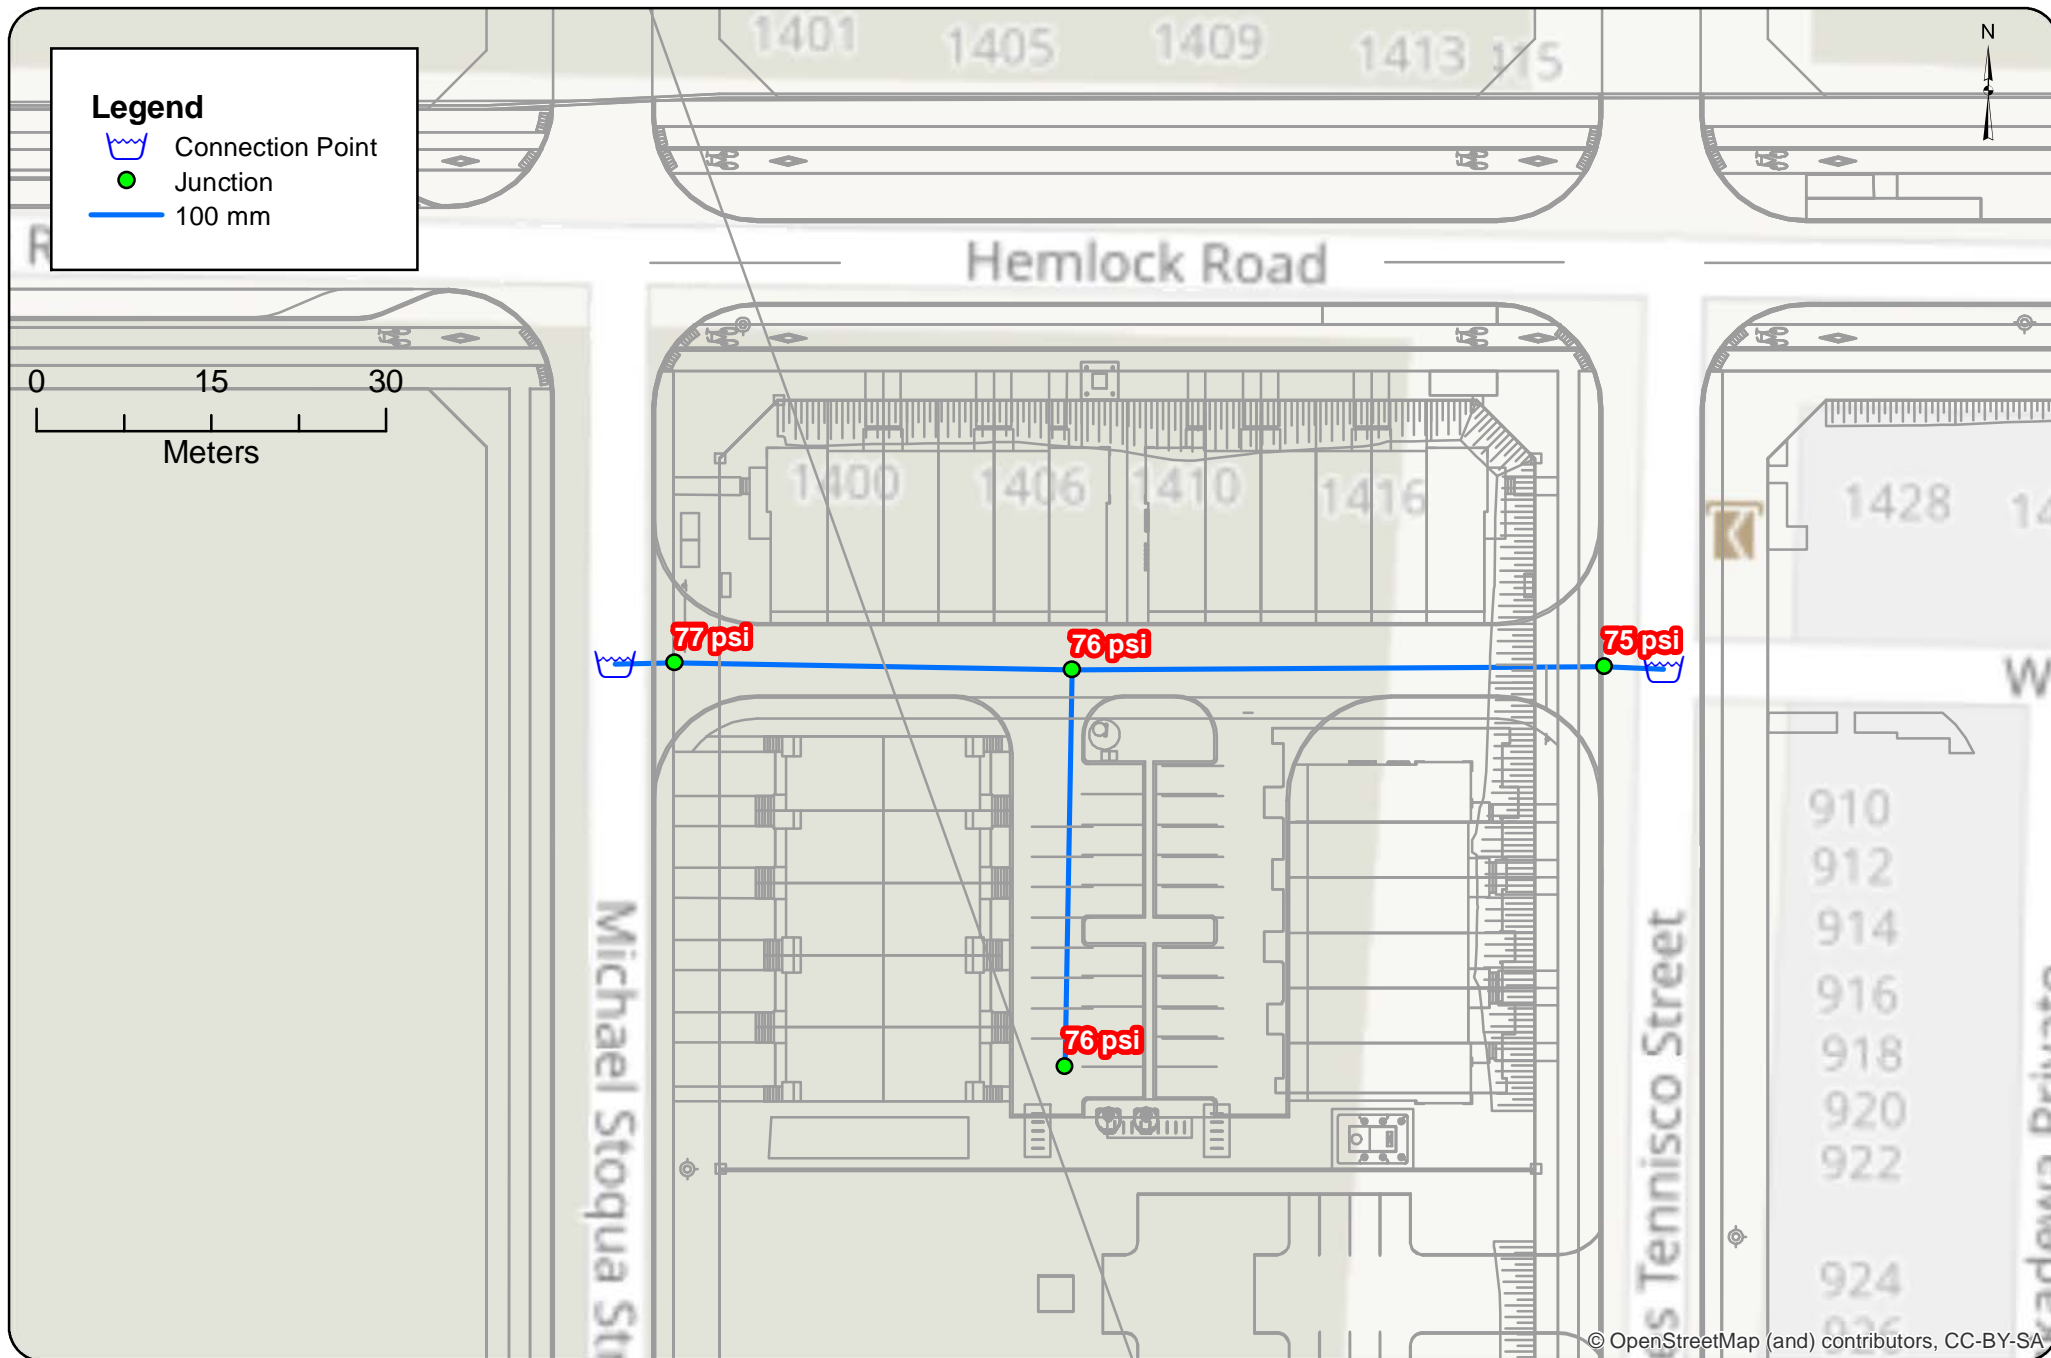 1401
1405
1409
1413
N
Legend
Connection Point
Junction
100 mm
Hemlock Road
0 15 30
Meters
1400
1406
1410
1416
1428
77 psi
76 psi
75 psi
76 psi
910
912
914
916
918
920
922
924
926
Michael Stoqua
Tennisco Street
© OpenStreetMap (and) contributors, CC-BY-SA